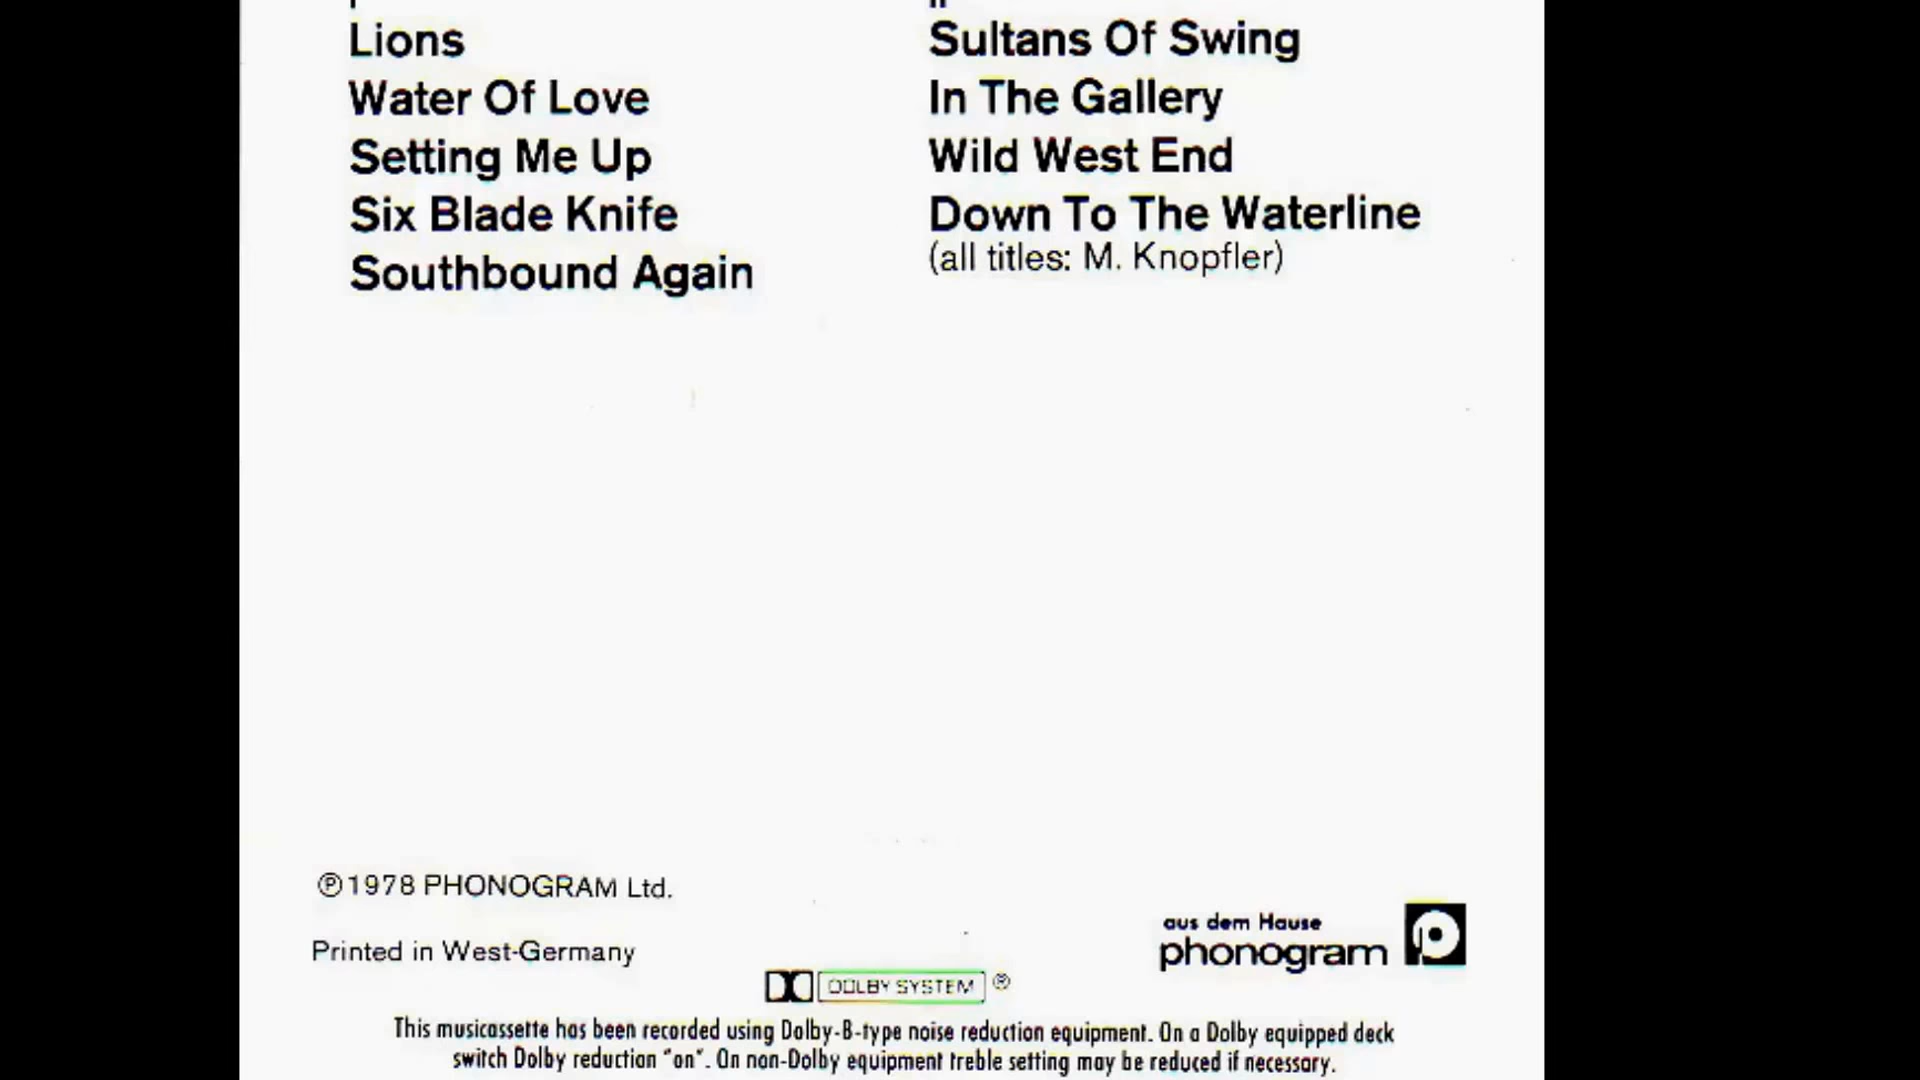 Lions
Water Of Love
Setting Me Up
Six Blade Knife
Southbound Again
Sultans Of Swing
In The Gallery
Wild West End
Down To The Waterline
(all titles: M. Knopfler)
℗1978 PHONOGRAM Ltd.
Printed in West-Germany
aus dem Hause
phonogram
DOLBY SYSTEM ®
This musicassette has been recorded using Dolby-B-type noise reduction equipment. On a Dolby equipped deck
switch Dolby reduction "on". On non-Dolby equipment treble setting may be reduced if necessary.